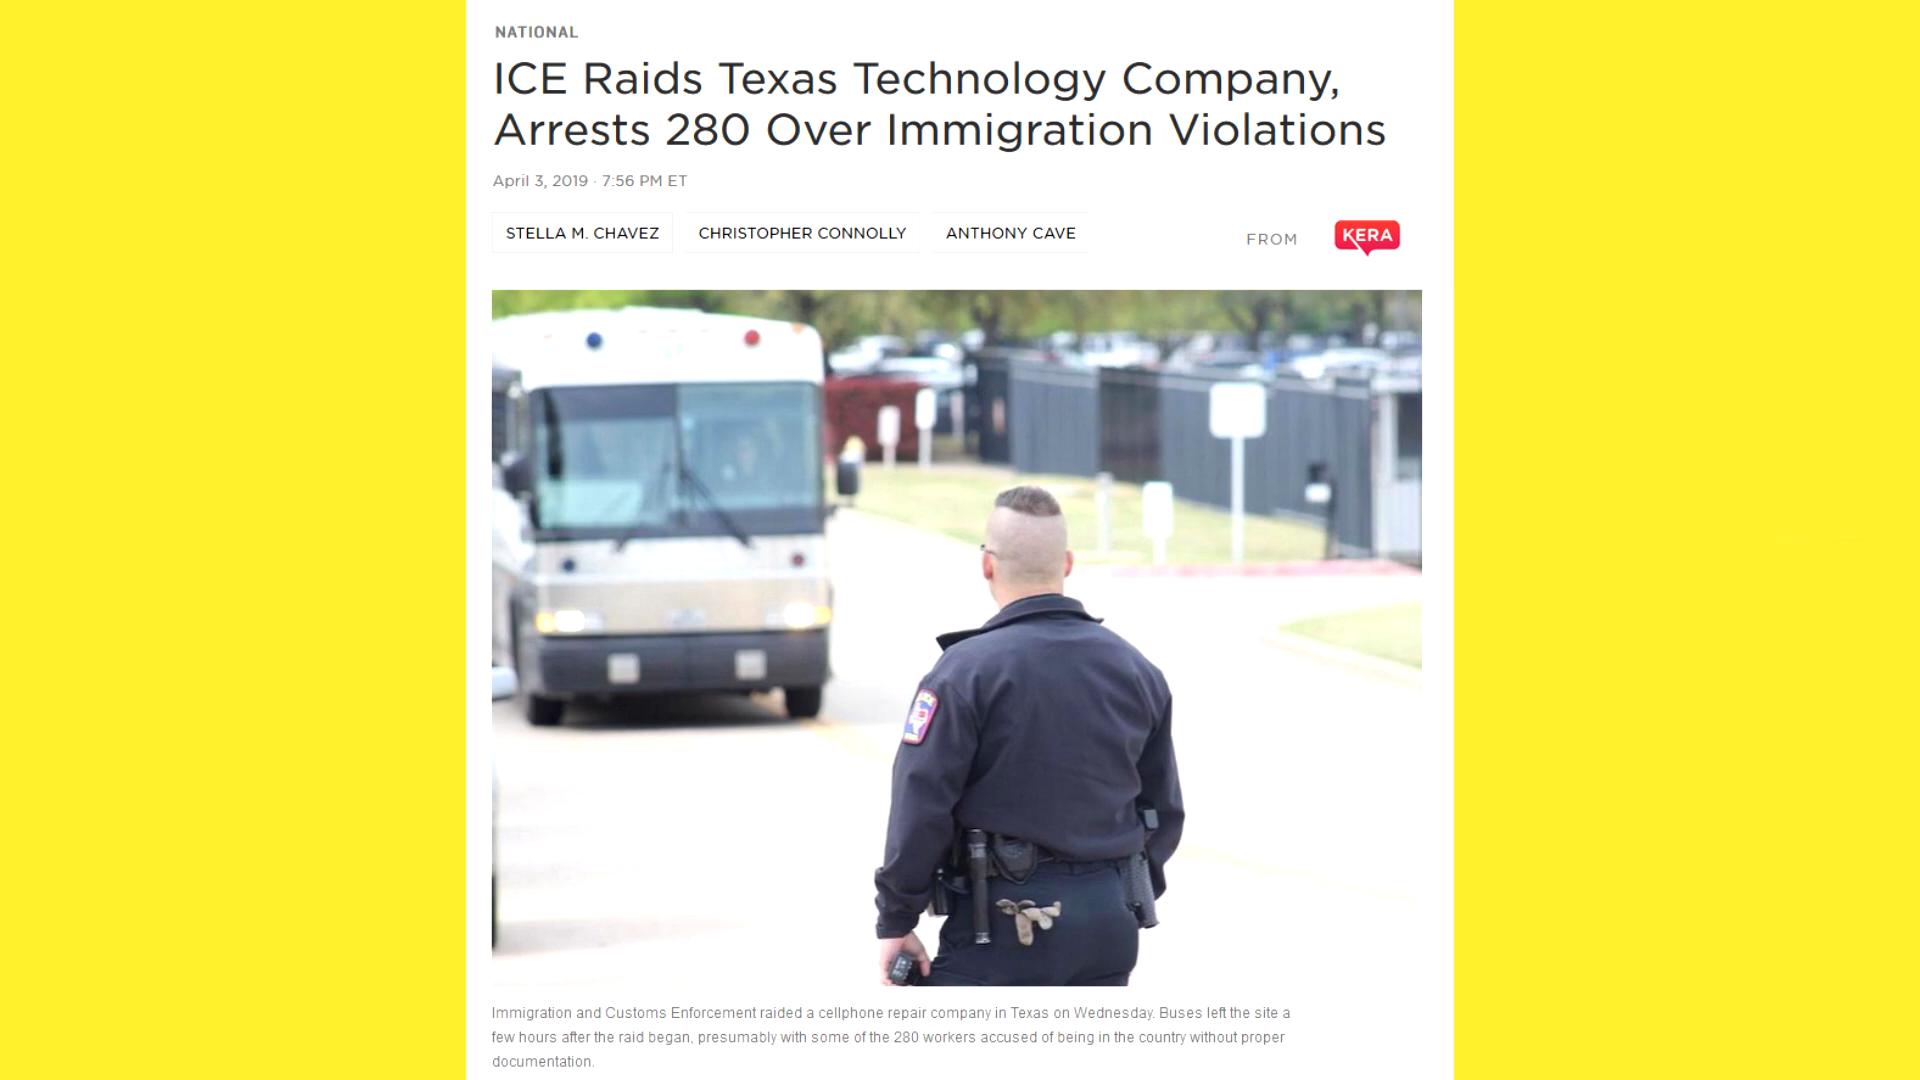 NATIONAL
ICE Raids Texas Technology Company,
Arrests 280 Over Immigration Violations
April 3, 2019 · 7:56 PM ET
STELLA M. CHAVEZ CHRISTOPHER CONNOLLY ANTHONY CAVE FROM KERA
Immigration and Customs Enforcement raided a cellphone repair company in Texas on Wednesday. Buses left the site a
few hours after the raid began, presumably with some of the 280 workers accused of being in the country without proper
documentation.